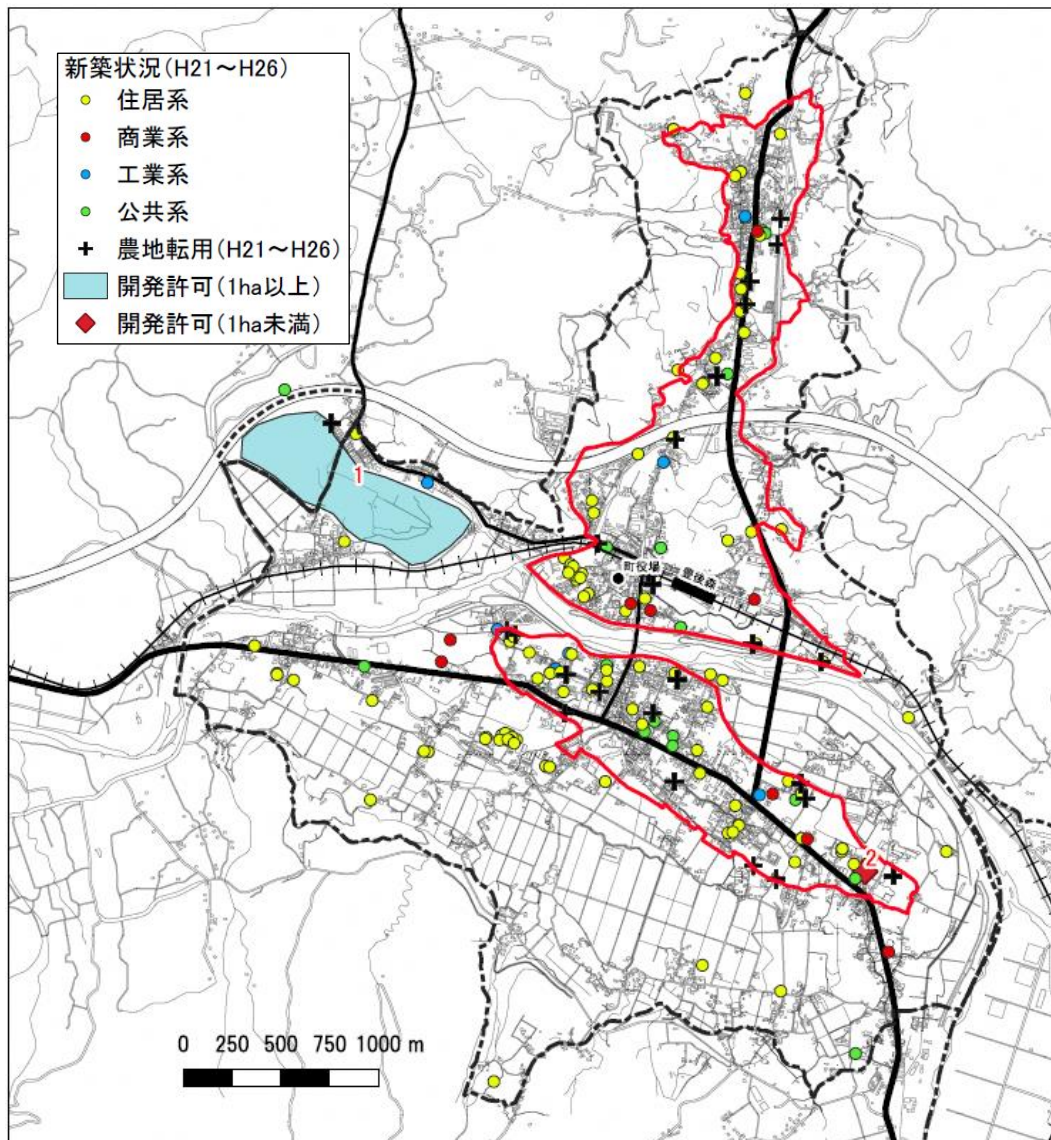 新築状況(H21～H26)
住居系
商業系
工業系
公共系
農地転用(H21～H26)
開発許可(1ha以上)
開発許可(1ha未満)
1
町役場
豊後森
2
0 250 500 750 1000 m